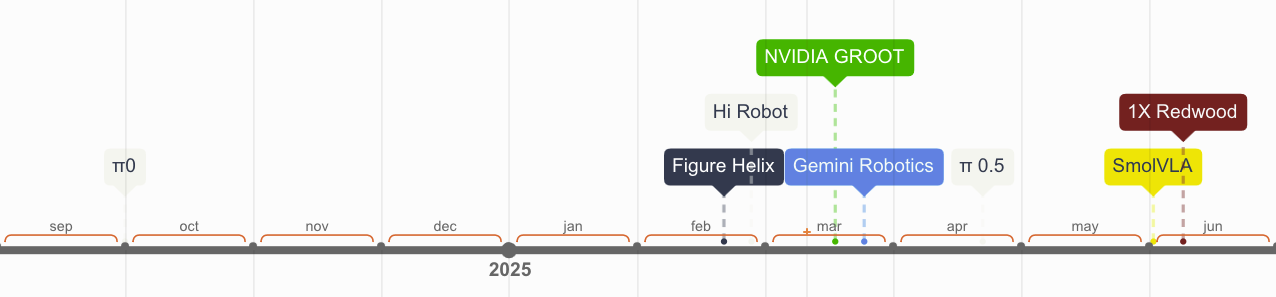 NVIDIA GROOT
Hi Robot
1X Redwood
π0
Figure Helix
Gemini Robotics
π 0.5
SmolVLA
sep
oct
nov
dec
jan
feb
mar
apr
may
jun
2025